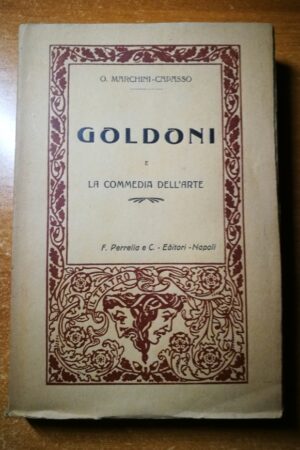 O. MARCHINI-CAPASSO
GOLDONI
E
LA COMMEDIA DELL'ARTE
F. Perrella e C. - Editori - Napoli